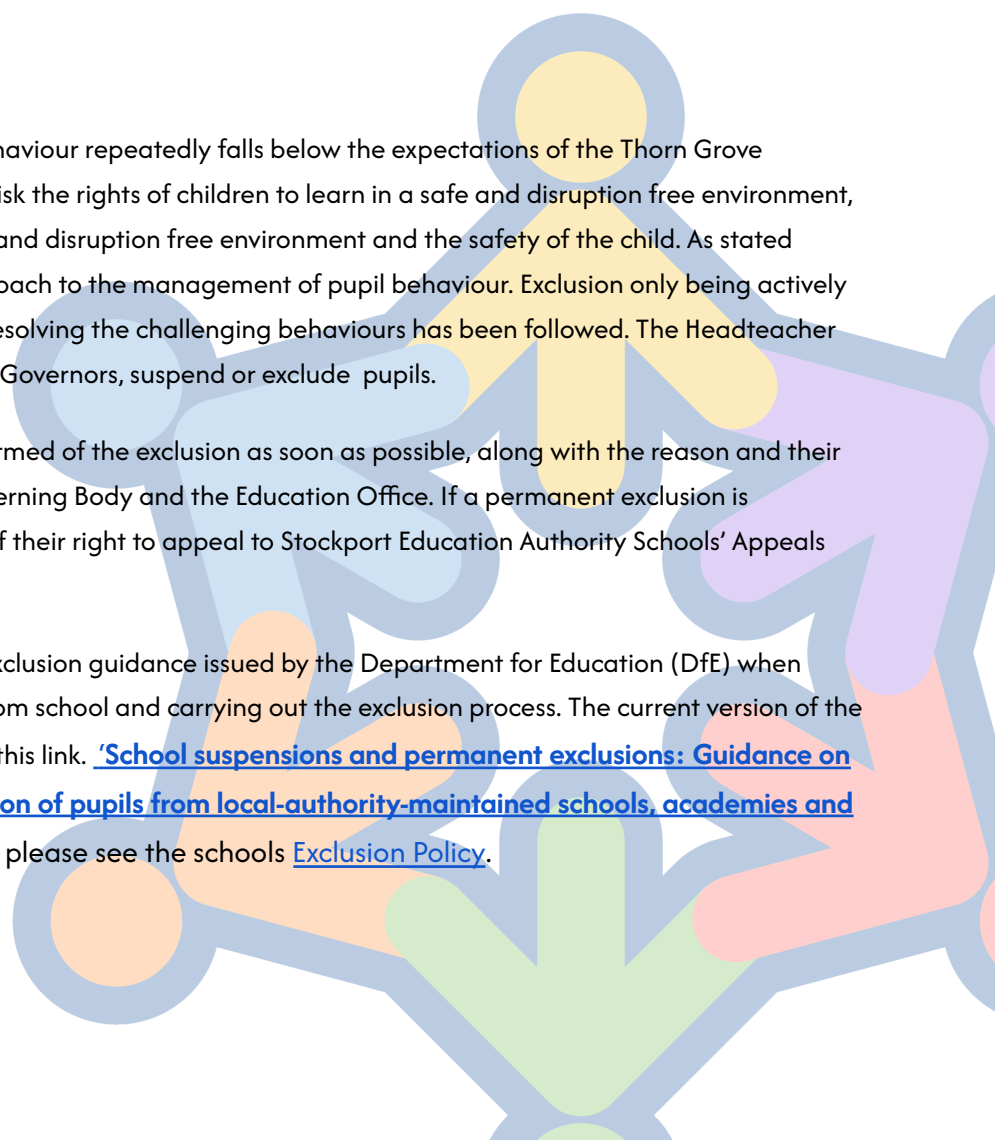 haviour repeatedly falls below the expectations of the Thorn Grove
isk the rights of children to learn in a safe and disruption free environment,
and disruption free environment and the safety of the child. As stated
oach to the management of pupil behaviour. Exclusion only being actively
esolving the challenging behaviours has been followed. The Headteacher
Governors, suspend or exclude  pupils.
rmed of the exclusion as soon as possible, along with the reason and their
erning Body and the Education Office. If a permanent exclusion is
f their right to appeal to Stockport Education Authority Schools’ Appeals
xclusion guidance issued by the Department for Education (DfE) when
om school and carrying out the exclusion process. The current version of the
this link. ‘School suspensions and permanent exclusions: Guidance on
on of pupils from local-authority-maintained schools, academies and
please see the schools Exclusion Policy.